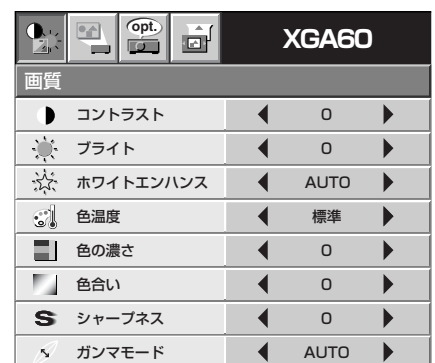 opt.
XGA60
画質
コントラスト 0
ブライト 0
ホワイトエンハンス AUTO
色温度 標準
色の濃さ 0
色合い 0
S シャープネス 0
ガンマモード AUTO